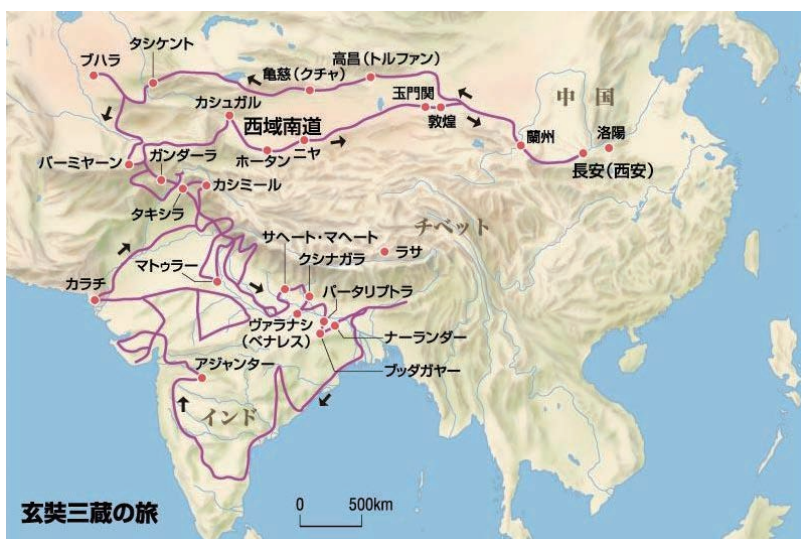 タシケント
ブハラ
高昌（トルファン）
亀慈（クチャ）
玉門関
カシュガル
中国
西域南道
敦煌
洛陽
蘭州
ニヤ
ホータン
ガンダーラ
バーミヤーン
長安（西安）
カシミール
タキシラ
チベット
サヘート・マヘート
ラサ
クシナガラ
マトゥラー
カラチ
パータリプトラ
ヴァラナシ
（ベナレス）
ナーランダー
アジャンター
ブッダガヤー
インド
0 500km
玄奘三蔵の旅